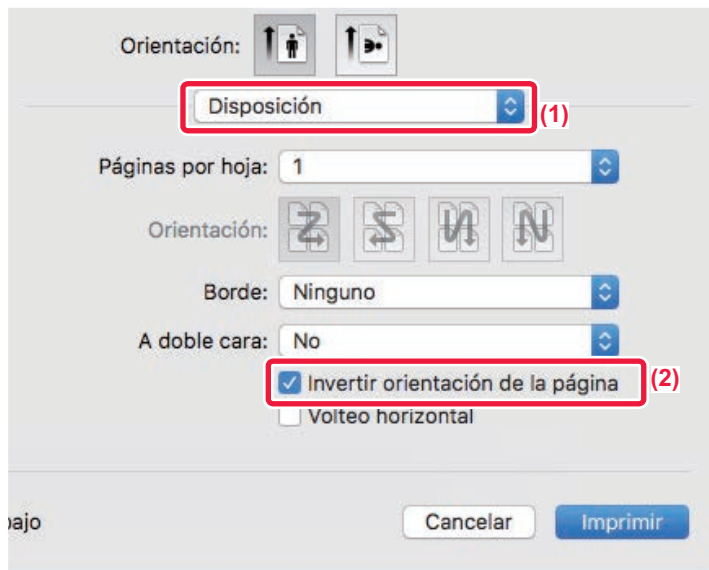 Orientación:
Disposición
(1)
Páginas por hoja: 1
Orientación:
Borde: Ninguno
A doble cara: No
Invertir orientación de la página
(2)
Volteo horizontal
bajo
Cancelar
Imprimir